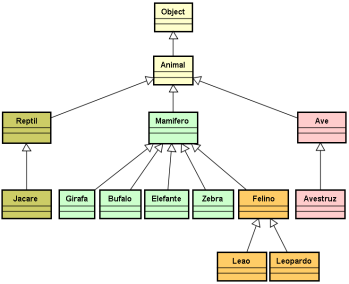 Object
Animal
Reptil
Mamifero
Ave
Jacare
Girafa
Bufalo
Elefante
Zebra
Felino
Avestruz
Leao
Leopardo